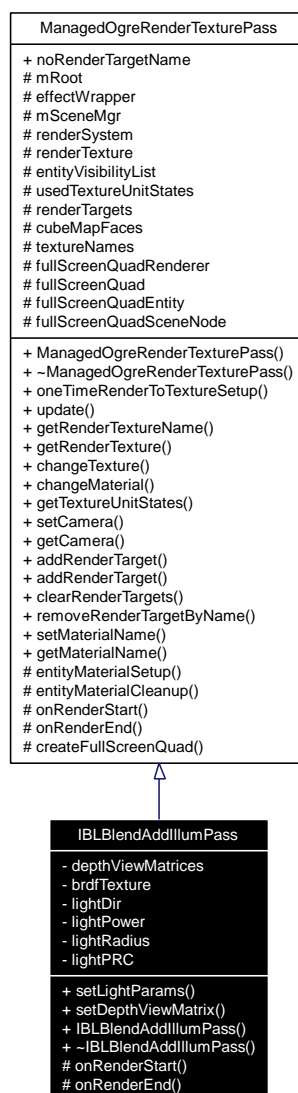 ManagedOgreRenderTexturePass
+ noRenderTargetName
# mRoot
# effectWrapper
# mSceneMgr
# renderSystem
# renderTexture
# entityVisibilityList
# usedTextureUnitStates
# renderTargets
# cubeMapFaces
# textureNames
# fullScreenQuadRenderer
# fullScreenQuad
# fullScreenQuadEntity
# fullScreenQuadSceneNode
+ ManagedOgreRenderTexturePass()
+ ~ManagedOgreRenderTexturePass()
+ oneTimeRenderToTextureSetup()
+ update()
+ getRenderTextureName()
+ getRenderTexture()
+ changeTexture()
+ changeMaterial()
+ getTextureUnitStates()
+ setCamera()
+ getCamera()
+ addRenderTarget()
+ addRenderTarget()
+ clearRenderTargets()
+ removeRenderTargetByName()
+ setMaterialName()
+ getMaterialName()
# entityMaterialSetup()
# entityMaterialCleanup()
# onRenderStart()
# onRenderEnd()
# createFullScreenQuad()
IBLBlendAddIllumPass
- depthViewMatrices
- brdfTexture
- lightDir
- lightPower
- lightRadius
- lightPRC
+ setLightParams()
+ setDepthViewMatrix()
+ IBLBlendAddIllumPass()
+ ~IBLBlendAddIllumPass()
# onRenderStart()
# onRenderEnd()